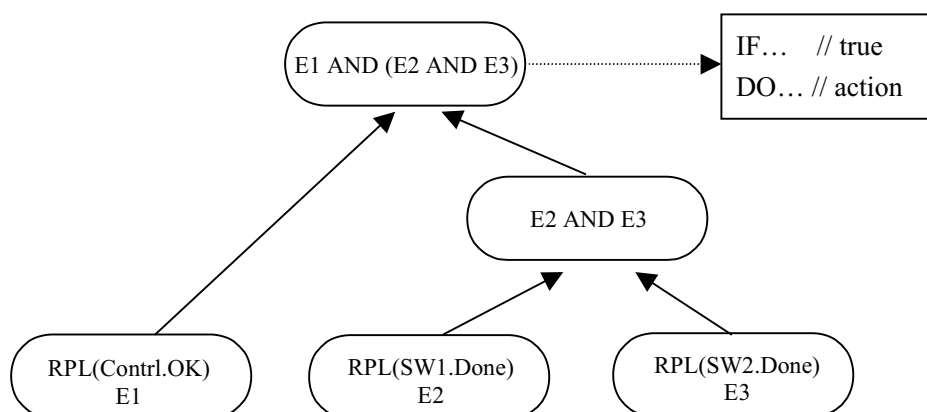 E1 AND (E2 AND E3)
IF… // true
DO… // action
E2 AND E3
RPL(Contrl.OK)
E1
RPL(SW1.Done)
E2
RPL(SW2.Done)
E3